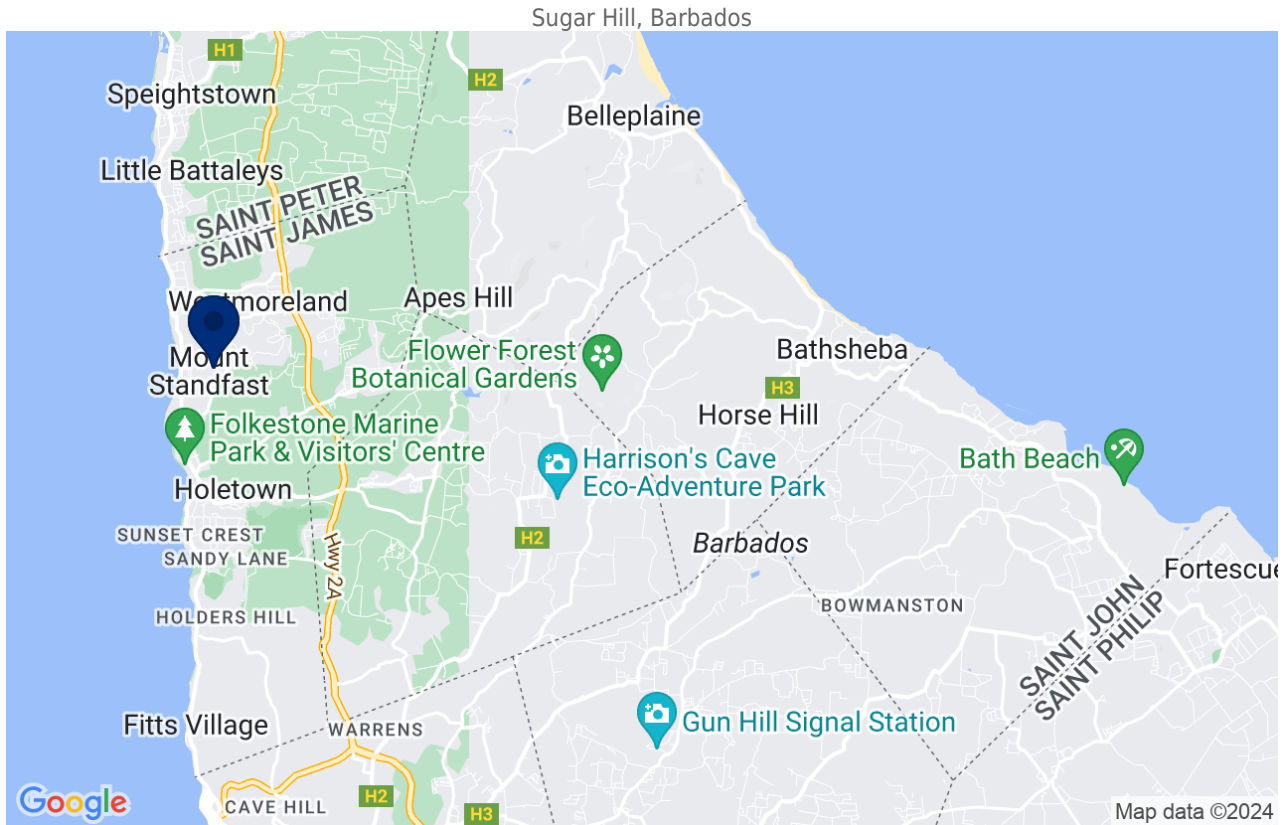 Sugar Hill, Barbados
H1
H2
Speightstown
Belleplaine
Little Battaleys
SAINT PETER
SAINT JAMES
Westmoreland
Apes Hill
Flower Forest
Botanical Gardens
Bathsheba
Mount
Standfast
H3
Horse Hill
Folkestone Marine
Park & Visitors' Centre
Harrison's Cave
Eco-Adventure Park
Bath Beach
Holetown
SUNSET CREST
SANDY LANE
Hwy 2A
H2
Barbados
Fortescue
HOLDERS HILL
BOWMANSTON
SAINT JOHN
SAINT PHILIP
Fitts Village
WARRENS
Gun Hill Signal Station
Google
CAVE HILL
H2
H3
Map data ©2024